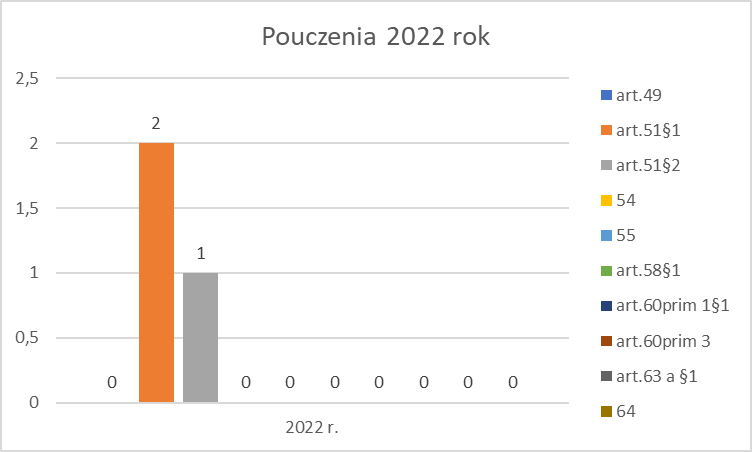 Pouczenia 2022 rok
2,5
2
1,5
1
0,5
0
0
2
1
0
0
0
0
0
0
0
2022 r.
art.49
art.51§1
art.51§2
54
55
art.58§1
art.60prim 1§1
art.60prim 3
art.63 a §1
64